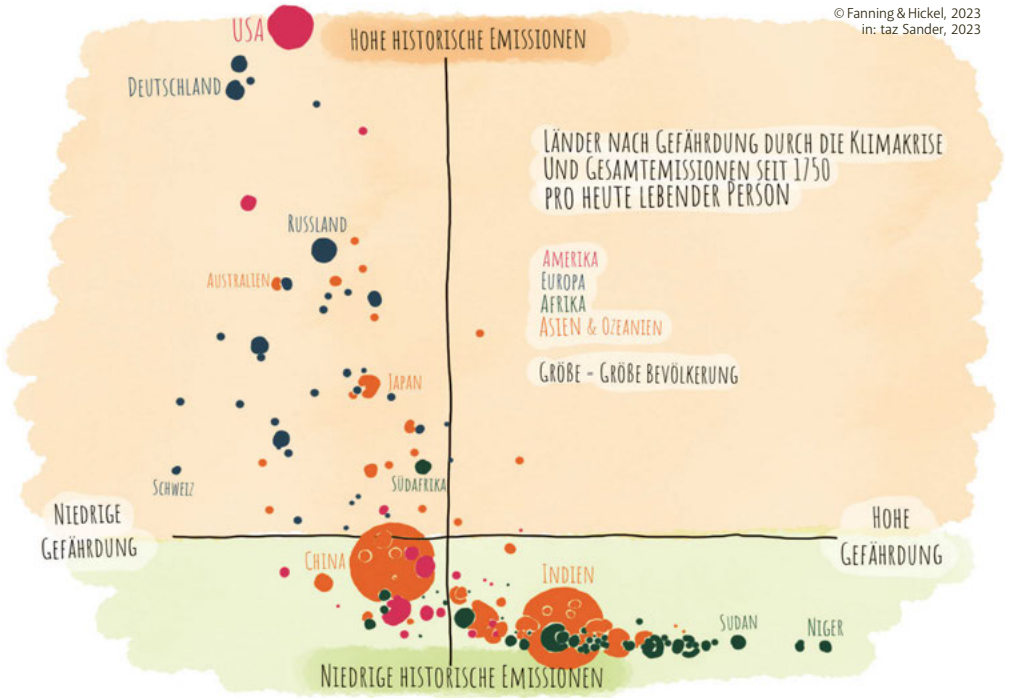 © Fanning & Hickel, 2023
in: taz Sander, 2023
USA
Hohe historische Emissionen
Deutschland
Länder nach Gefährdung durch die Klimakrise
und Gesamtemissionen seit 1750
pro heute lebender Person
Russland
Australien
Amerika
Europa
Afrika
Asien & Ozeanien
Größe = Größe Bevölkerung
Japan
Südafrika
Schweiz
Niedrige
Gefährdung
Hohe
Gefährdung
China
Indien
Sudan
Niger
Niedrige historische Emissionen